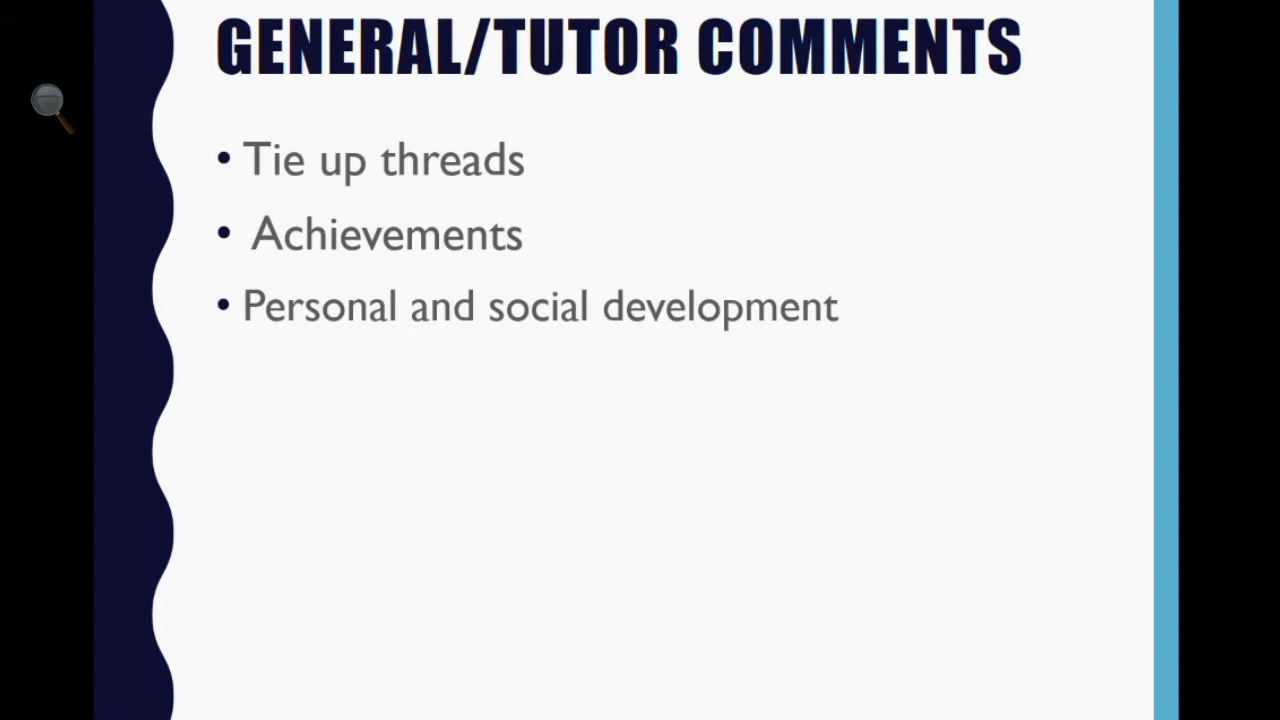 GENERAL/TUTOR COMMENTS
• Tie up threads
• Achievements
• Personal and social development